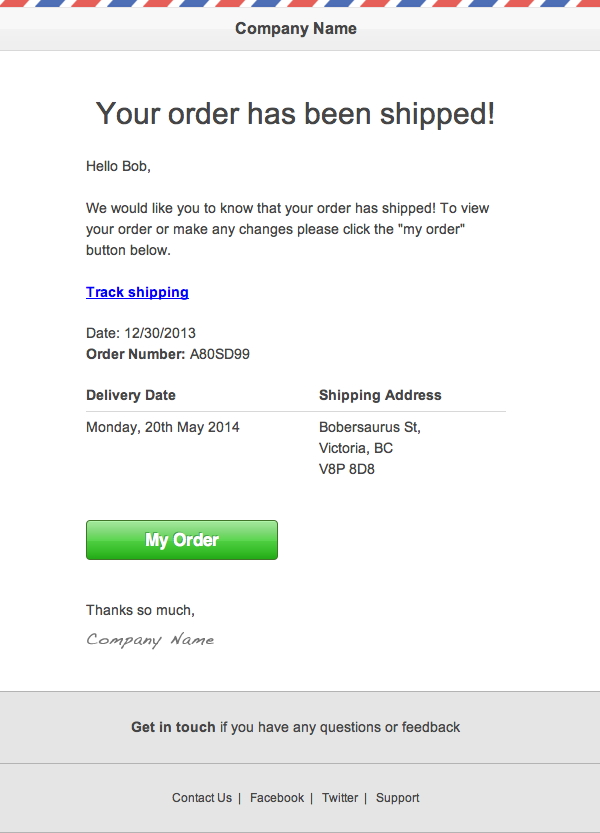 Company Name
Your order has been shipped!
Hello Bob,
We would like you to know that your order has shipped! To view
your order or make any changes please click the "my order"
button below.
Track shipping
Date: 12/30/2013
Order Number: A80SD99
Delivery Date Shipping Address
Monday, 20th May 2014 Bobersaurus St,
Victoria, BC
V8P 8D8
My Order
Thanks so much,
Company Name
Get in touch if you have any questions or feedback
Contact Us | Facebook | Twitter | Support